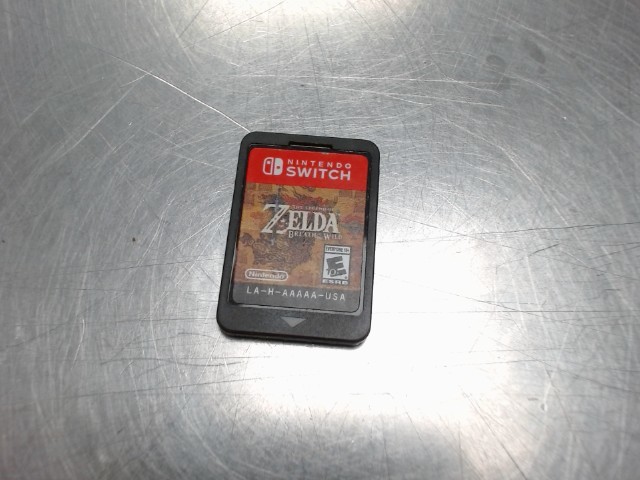 NINTENDO
SWITCH
THE LEGEND OF
ZELDA
BREATH OF THE WILD
EVERYONE 10+
E
ESRB
Nintendo
LA-H-AAAAA-USA